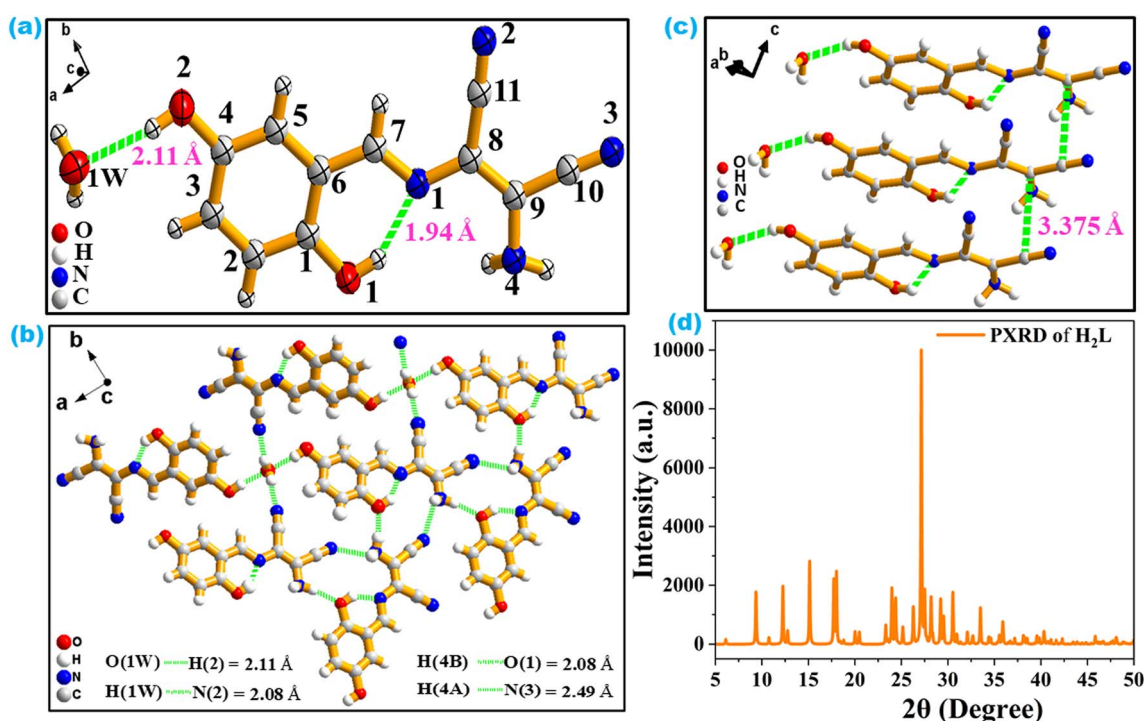 (a)
b
c
a
2
4
5
7
2
11
3
2.11 Å
1W
3
6
8
1
10
9
1.94 Å
2
1
1
4
O
H
N
C
(c)
c
b
a
O
H
N
C
3.375 Å
(b)
b
a
c
O
H
N
C
O(1W) H(2) = 2.11 Å
H(1W) N(2) = 2.08 Å
H(4B) O(1) = 2.08 Å
H(4A) N(3) = 2.49 Å
(d)
PXRD of H₂L
Intensity (a.u.)
10000
8000
6000
4000
2000
0
5 10 15 20 25 30 35 40 45 50
2θ (Degree)